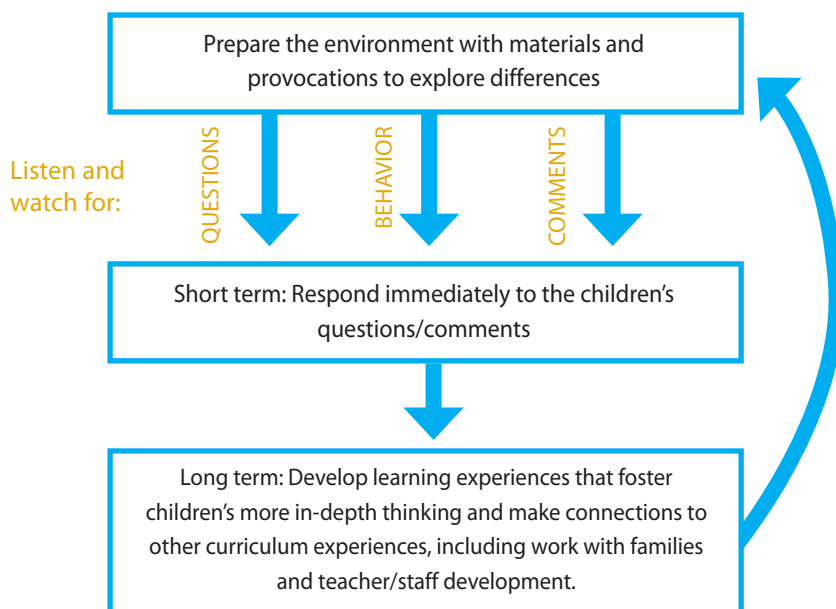 Prepare the environment with materials and
provocations to explore differences
Listen and
watch for:
QUESTIONS
BEHAVIOR
COMMENTS
Short term: Respond immediately to the children’s
questions/comments
Long term: Develop learning experiences that foster
children’s more in-depth thinking and make connections to
other curriculum experiences, including work with families
and teacher/staff development.